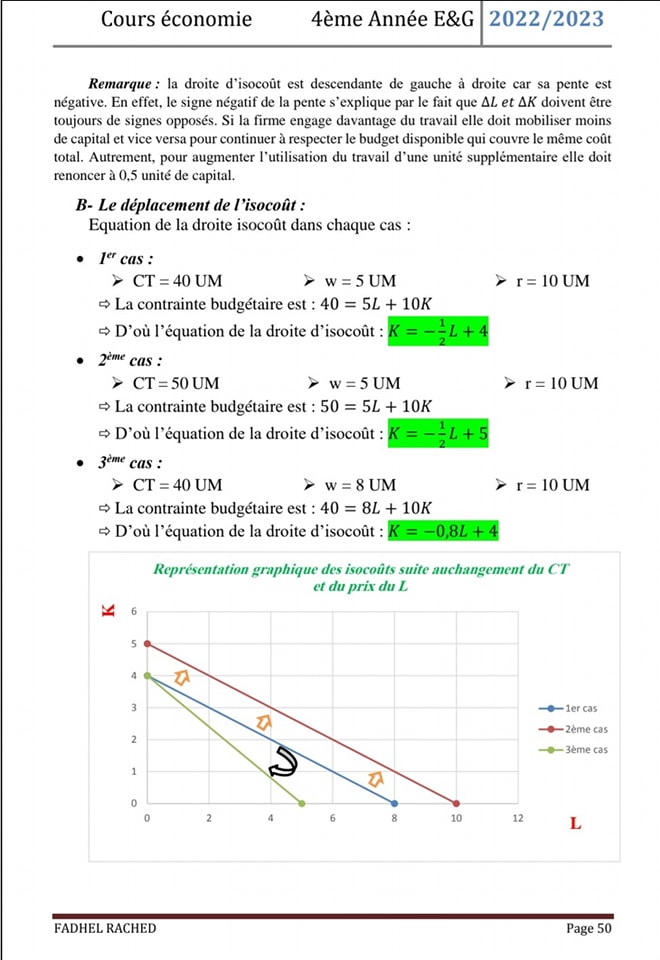 Cours économie 4ème Année E&G 2022/2023
Remarque : la droite d’isocoût est descendante de gauche à droite car sa pente est
négative. En effet, le signe négatif de la pente s’explique par le fait que ΔL et ΔK doivent être
toujours de signes opposés. Si la firme engage davantage du travail elle doit mobiliser moins
de capital et vice versa pour continuer à respecter le budget disponible qui couvre le même coût
total. Autrement, pour augmenter l’utilisation du travail d’une unité supplémentaire elle doit
renoncer à 0,5 unité de capital.
B- Le déplacement de l’isocoût :
Equation de la droite isocoût dans chaque cas :
• 1er cas :
➢ CT = 40 UM ➢ w = 5 UM ➢ r = 10 UM
⇨ La contrainte budgétaire est : 40 = 5L + 10K
⇨ D’où l’équation de la droite d’isocoût : K = −1/2 L + 4
• 2ème cas :
➢ CT = 50 UM ➢ w = 5 UM ➢ r = 10 UM
⇨ La contrainte budgétaire est : 50 = 5L + 10K
⇨ D’où l’équation de la droite d’isocoût : K = −1/2 L + 5
• 3ème cas :
➢ CT = 40 UM ➢ w = 8 UM ➢ r = 10 UM
⇨ La contrainte budgétaire est : 40 = 8L + 10K
⇨ D’où l’équation de la droite d’isocoût : K = −0,8L + 4
Représentation graphique des isocoûts suite auchangement du CT
et du prix du L
K
6
5
4
3
2
1
0
0 2 4 6 8 10 12
L
1er cas
2ème cas
3ème cas
FADHEL RACHED Page 50